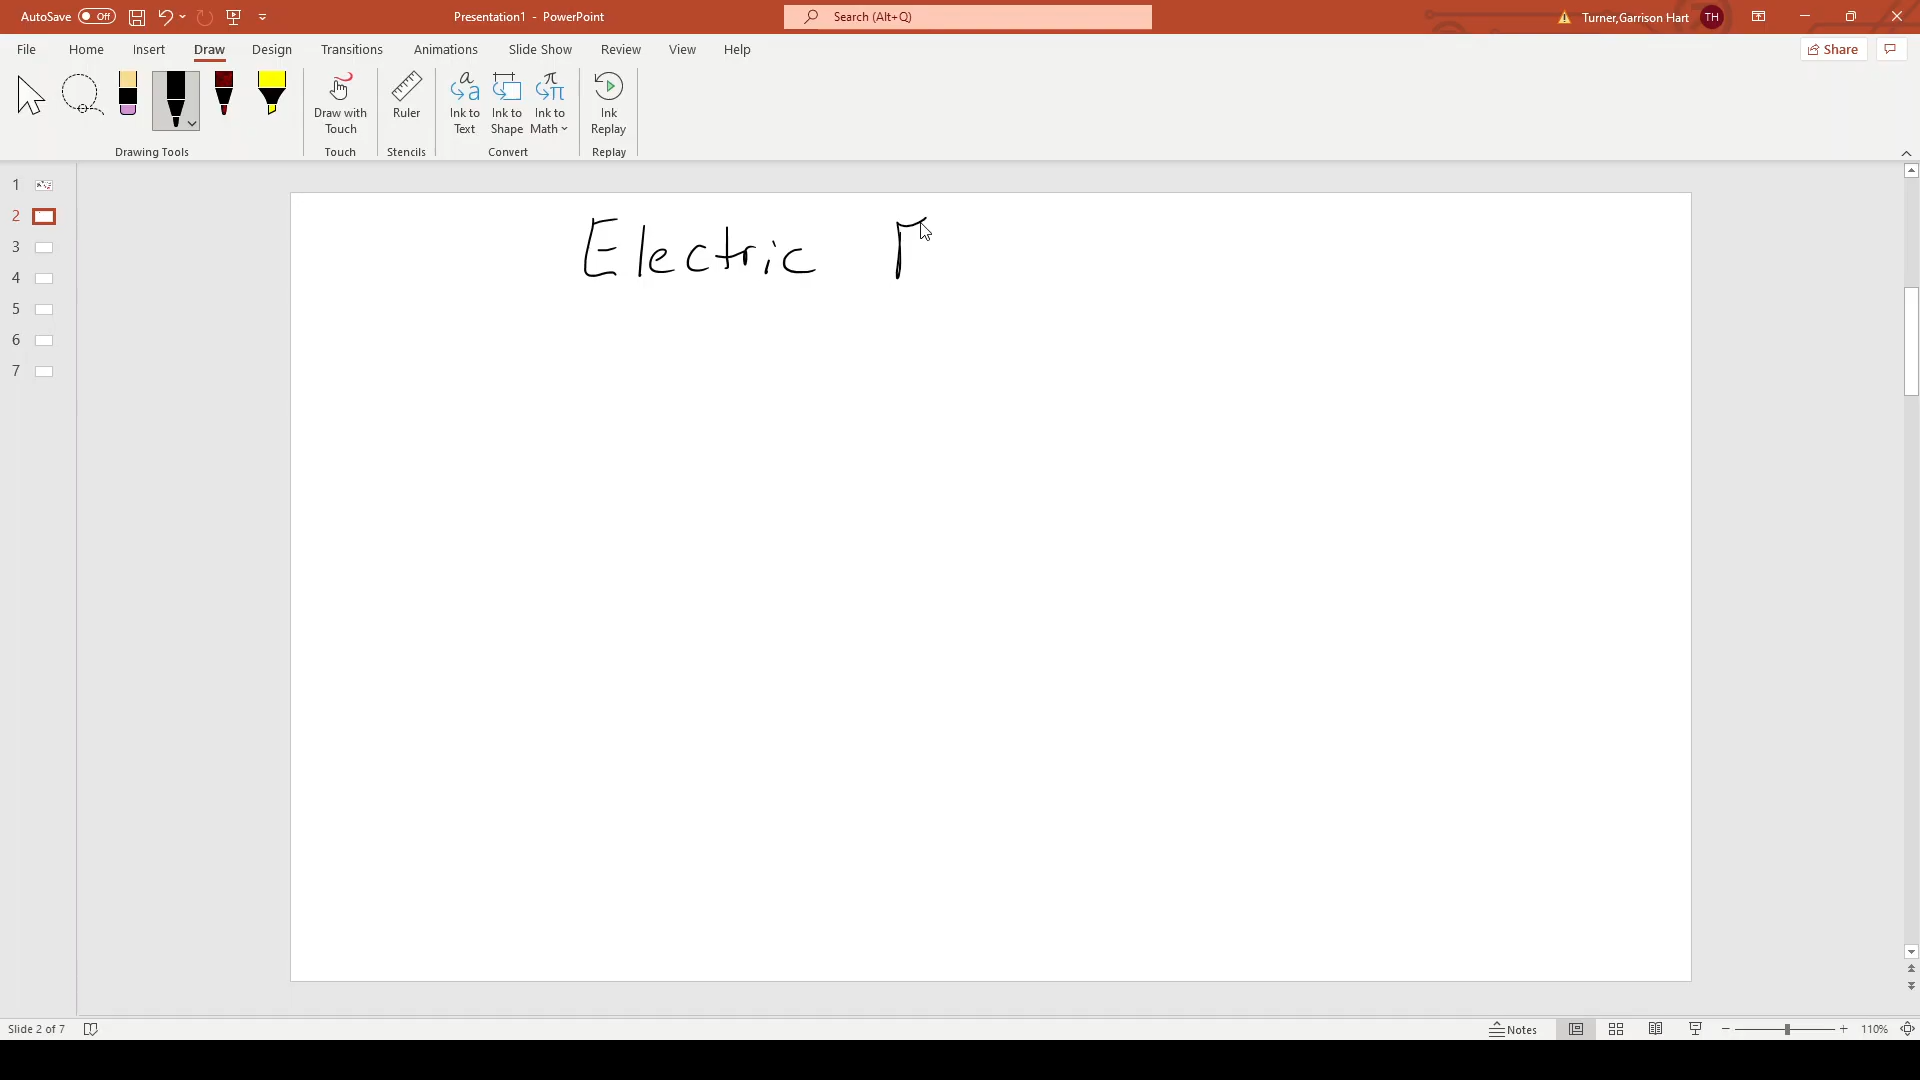 AutoSave Off Presentation1 - PowerPoint Search (Alt+Q) Turner,Garrison Hart TH
File Home Insert Draw Design Transitions Animations Slide Show Review View Help Share
Draw with Touch
Ruler
Ink to Text
Ink to Shape
Ink to Math
Ink Replay
Drawing Tools Touch Stencils Convert Replay
1
2
3
4
5
6
7
Electric
Slide 2 of 7 Notes 110%